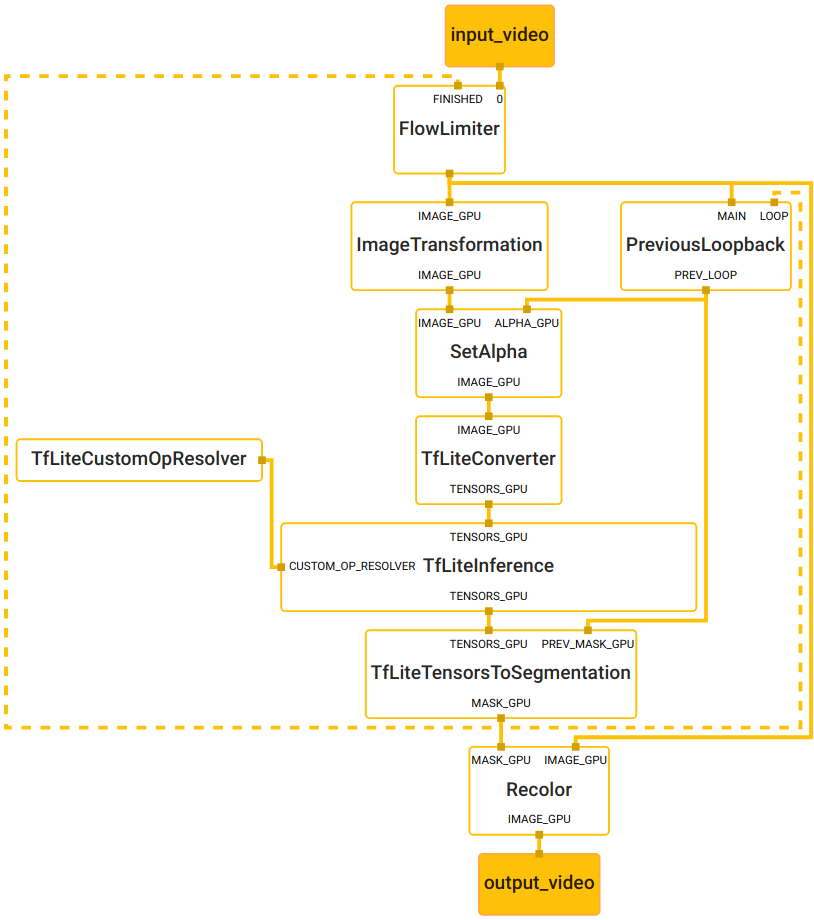 input_video
FINISHED 0
FlowLimiter
IMAGE_GPU
ImageTransformation
IMAGE_GPU
MAIN LOOP
PreviousLoopback
PREV_LOOP
IMAGE_GPU ALPHA_GPU
SetAlpha
IMAGE_GPU
IMAGE_GPU
TfLiteConverter
TENSORS_GPU
TfLiteCustomOpResolver
TENSORS_GPU
CUSTOM_OP_RESOLVER TfLiteInference
TENSORS_GPU
TENSORS_GPU PREV_MASK_GPU
TfLiteTensorsToSegmentation
MASK_GPU
MASK_GPU IMAGE_GPU
Recolor
IMAGE_GPU
output_video